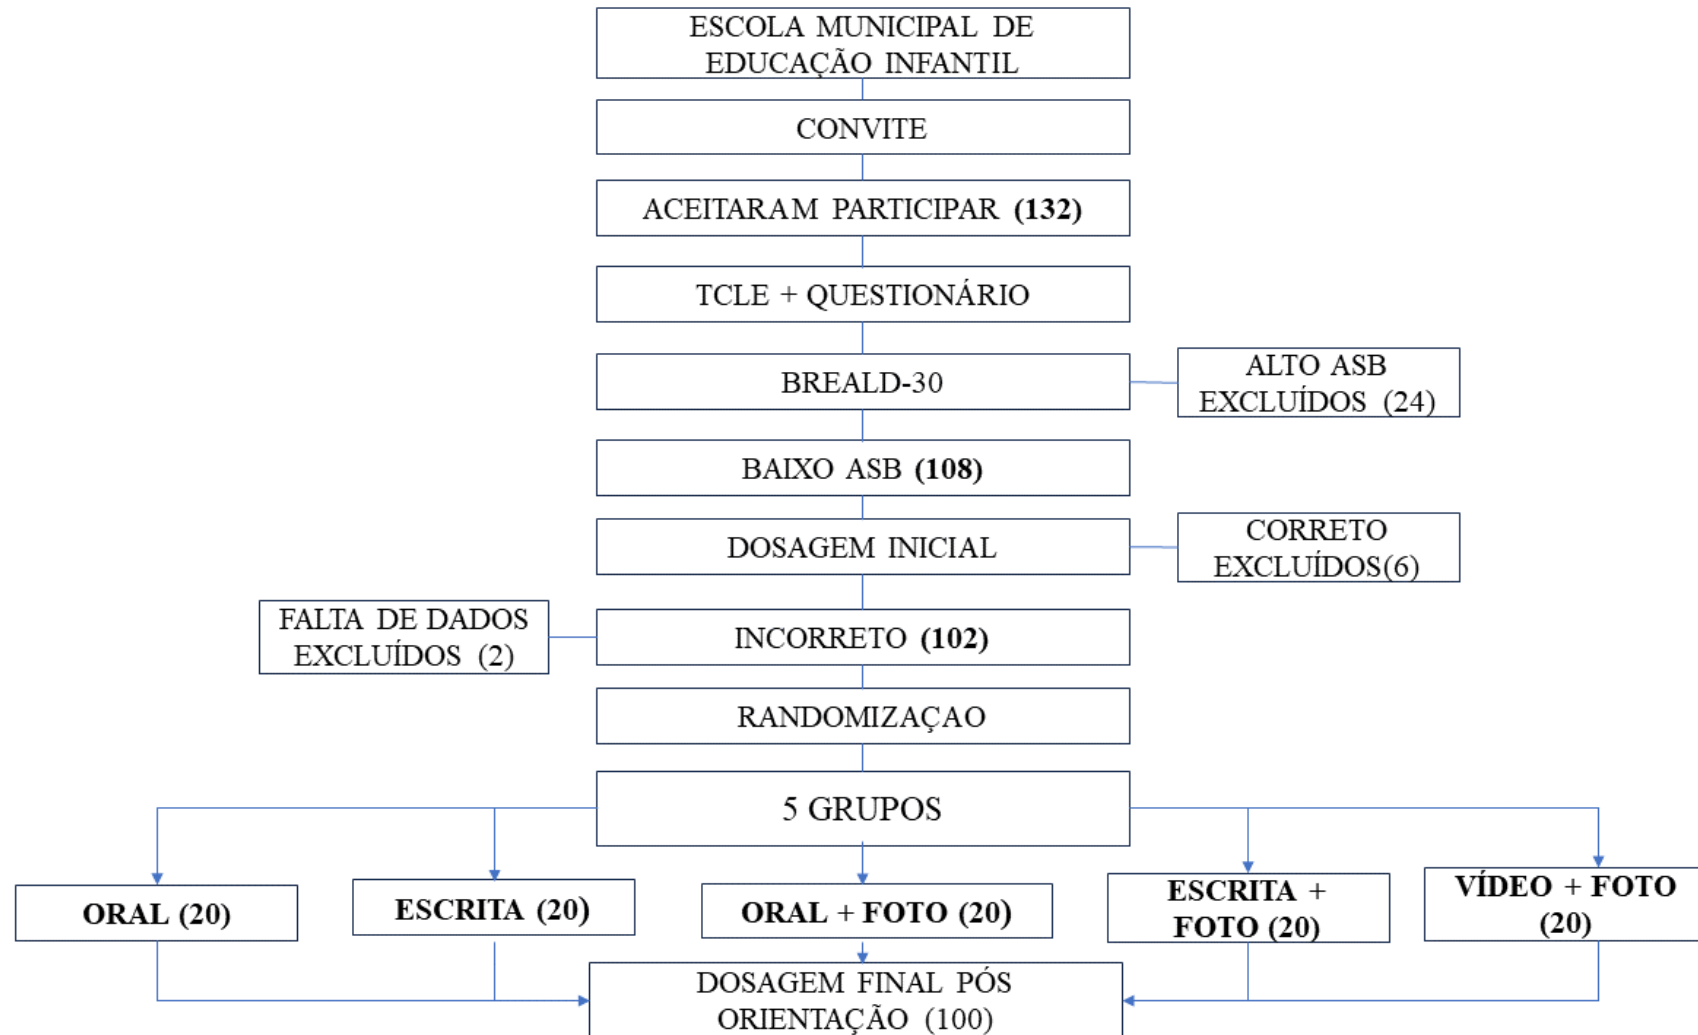 ESCOLA MUNICIPAL DE
EDUCAÇÃO INFANTIL
CONVITE
ACEITARAM PARTICIPAR (132)
TCLE + QUESTIONÁRIO
BREALD-30
ALTO ASB
EXCLUÍDOS (24)
BAIXO ASB (108)
DOSAGEM INICIAL
CORRETO
EXCLUÍDOS(6)
FALTA DE DADOS
EXCLUÍDOS (2)
INCORRETO (102)
RANDOMIZAÇAO
5 GRUPOS
ORAL (20)
ESCRITA (20)
ORAL + FOTO (20)
ESCRITA +
FOTO (20)
VÍDEO + FOTO
(20)
DOSAGEM FINAL PÓS
ORIENTAÇÃO (100)